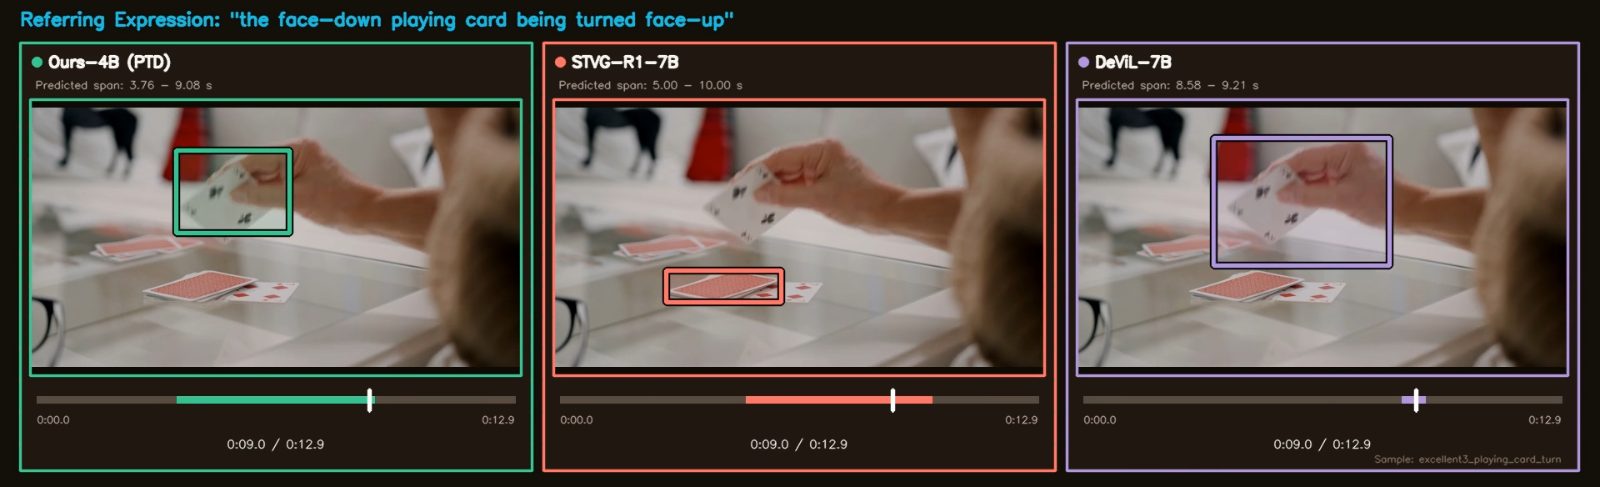 Referring Expression: "the face-down playing card being turned face-up"
Ours-4B (PTD)
Predicted span: 3.76 - 9.08 s
0:00.0
0:12.9
0:09.0 / 0:12.9
STVG-R1-7B
Predicted span: 5.00 - 10.00 s
0:00.0
0:12.9
0:09.0 / 0:12.9
DeViL-7B
Predicted span: 8.58 - 9.21 s
0:00.0
0:12.9
0:09.0 / 0:12.9
Sample: excellent3_playing_card_turn